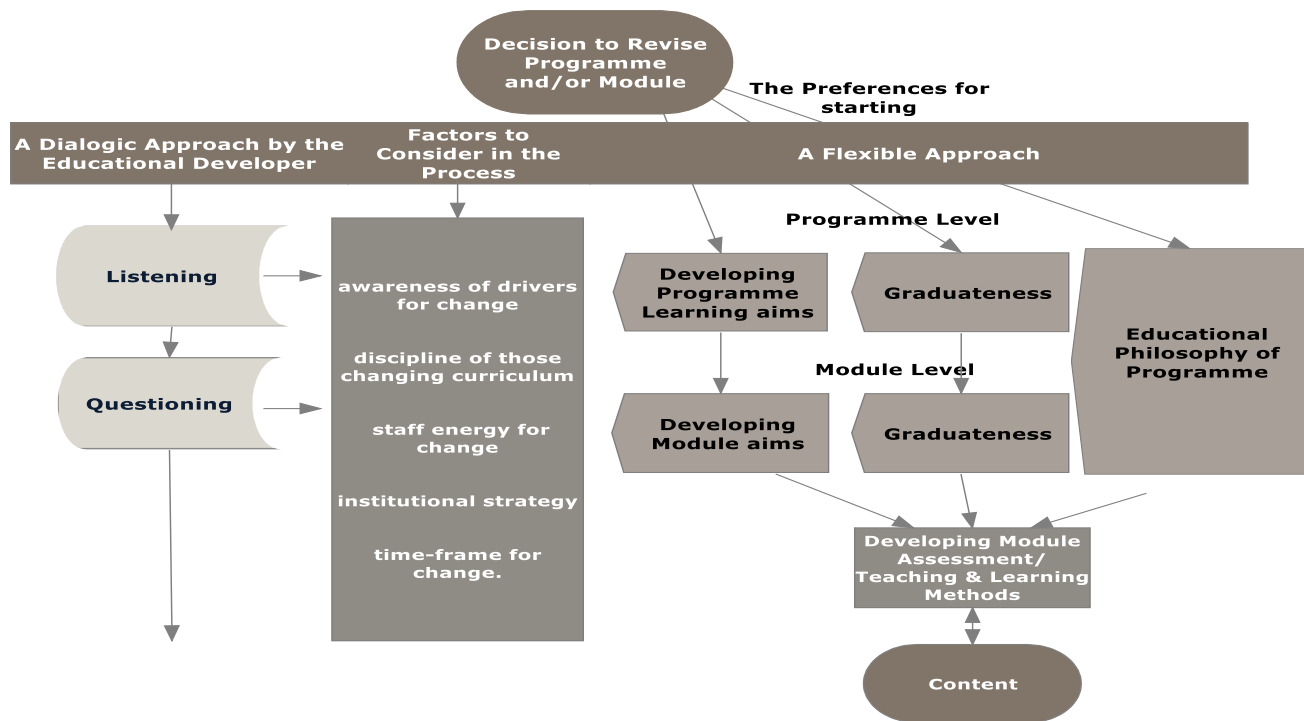 Decision to Revise
Programme
and/or Module
The Preferences for
starting
A Dialogic Approach by the
Educational Developer
Factors to
Consider in the
Process
A Flexible Approach
Listening
Questioning
awareness of drivers
for change
discipline of those
changing curriculum
staff energy for
change
institutional strategy
time-frame for
change.
Programme Level
Developing
Programme
Learning aims
Graduateness
Educational
Philosophy of
Programme
Module Level
Developing
Module aims
Graduateness
Developing Module
Assessment/
Teaching & Learning
Methods
Content